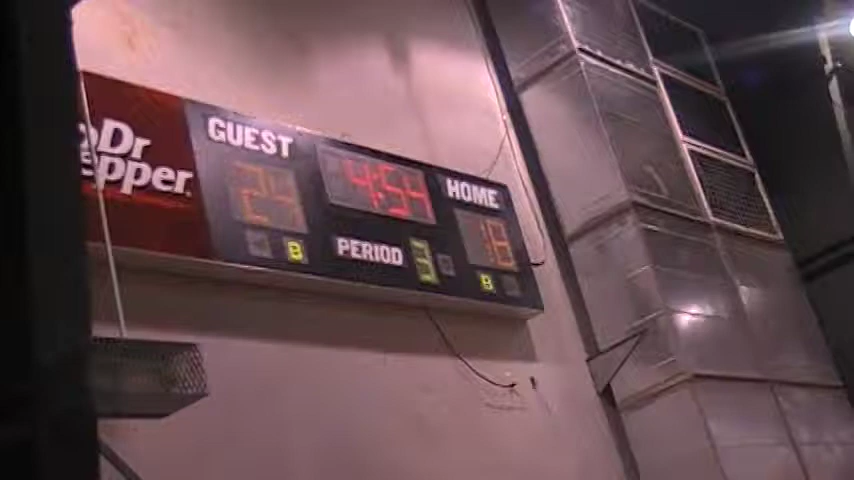 Dr
Pepper
GUEST
4:54
HOME
24
18
B
PERIOD
3
B